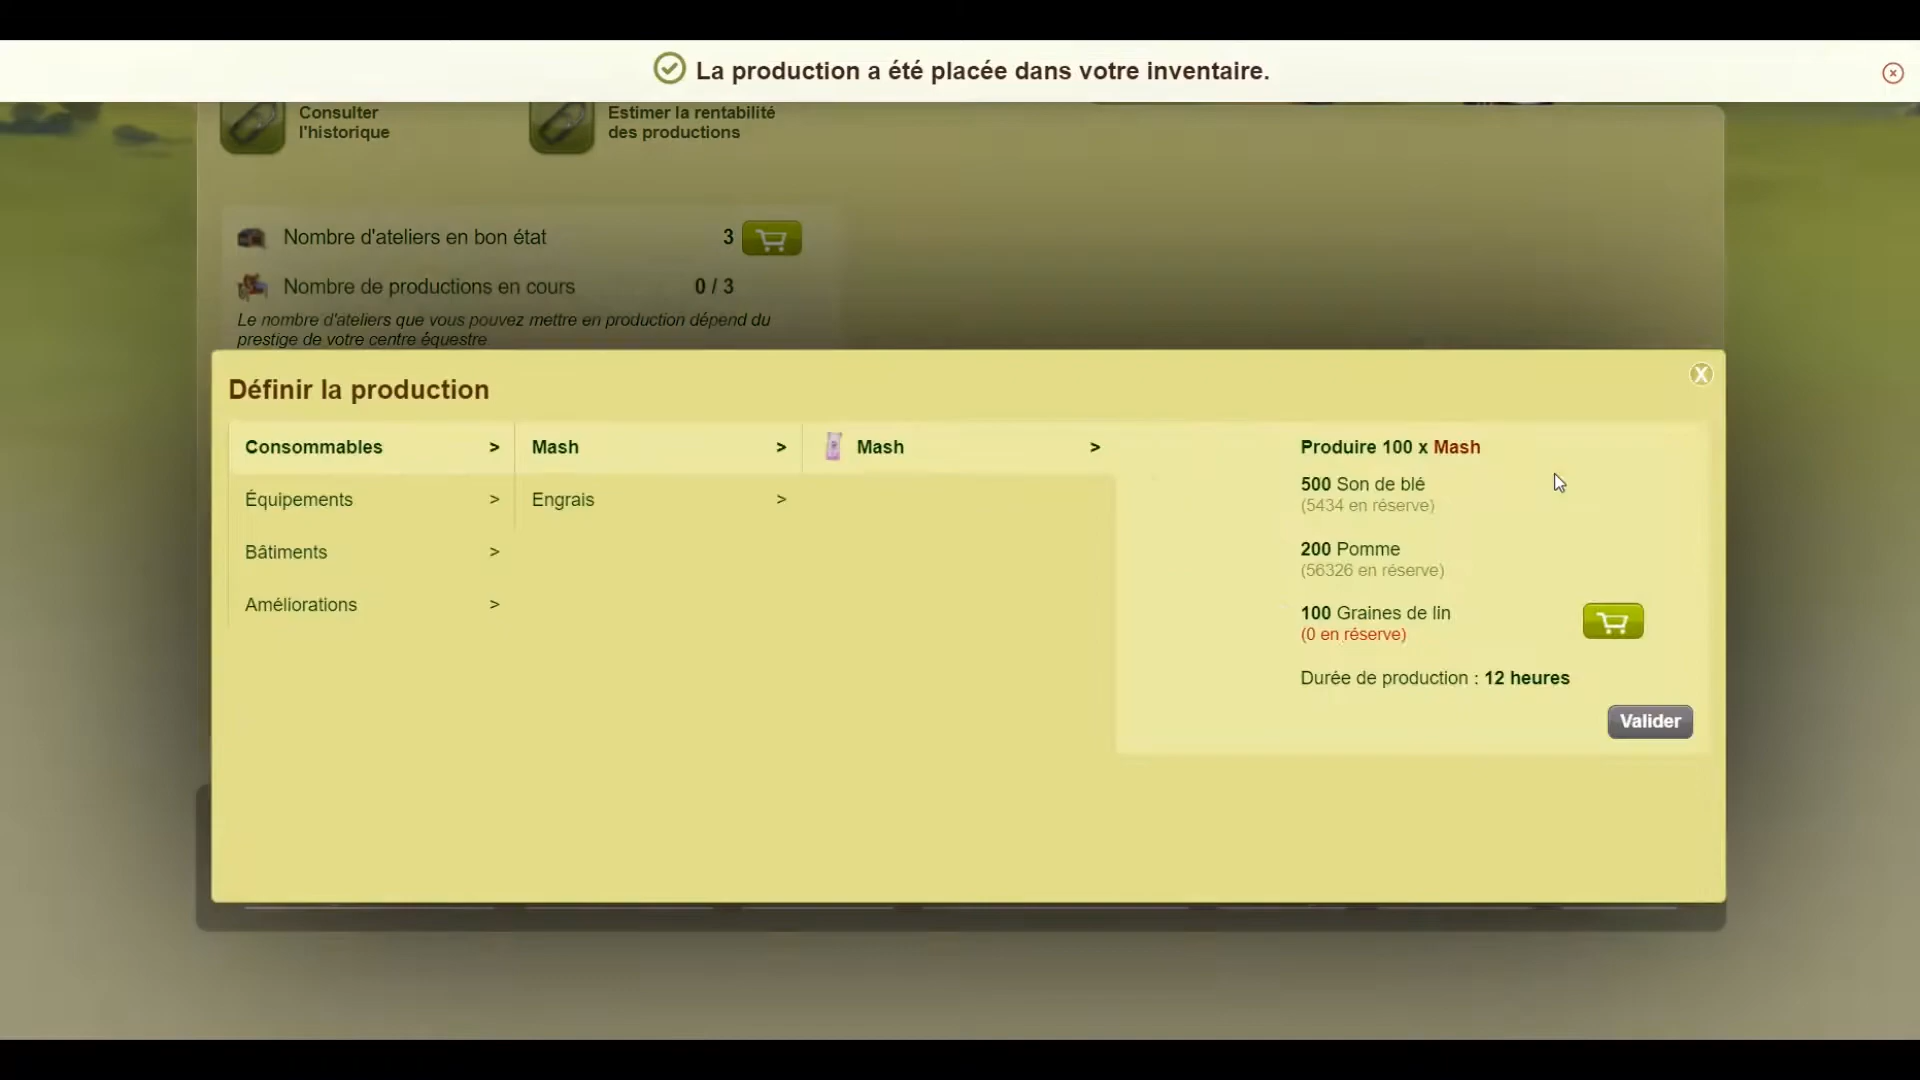 La production a été placée dans votre inventaire.
Consulter
l'historique
Estimer la rentabilité
des productions
Nombre d'ateliers en bon état 3
Nombre de productions en cours 0 / 3
Le nombre d'ateliers que vous pouvez mettre en production dépend du
prestige de votre centre équestre
Définir la production
X
Consommables >
Mash >
Mash >
Équipements >
Engrais >
Bâtiments >
Améliorations >
Produire 100 x Mash
500 Son de blé
(5434 en réserve)
200 Pomme
(56326 en réserve)
100 Graines de lin
(0 en réserve)
Durée de production : 12 heures
Valider